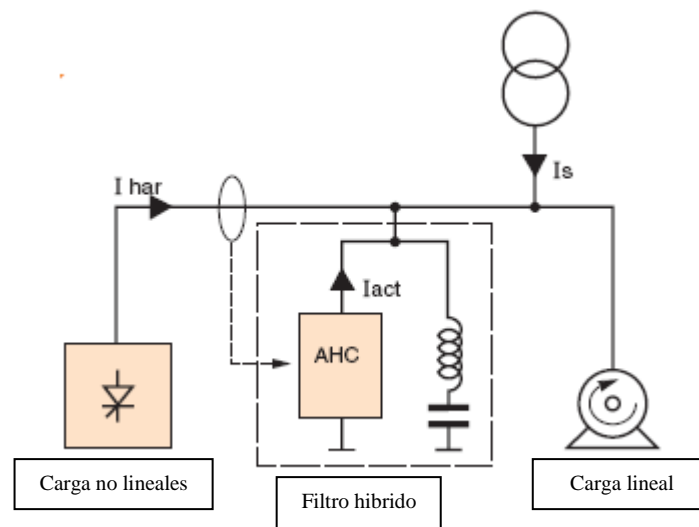 Is
I har
Iact
AHC
Carga no lineales
Filtro hibrido
Carga lineal